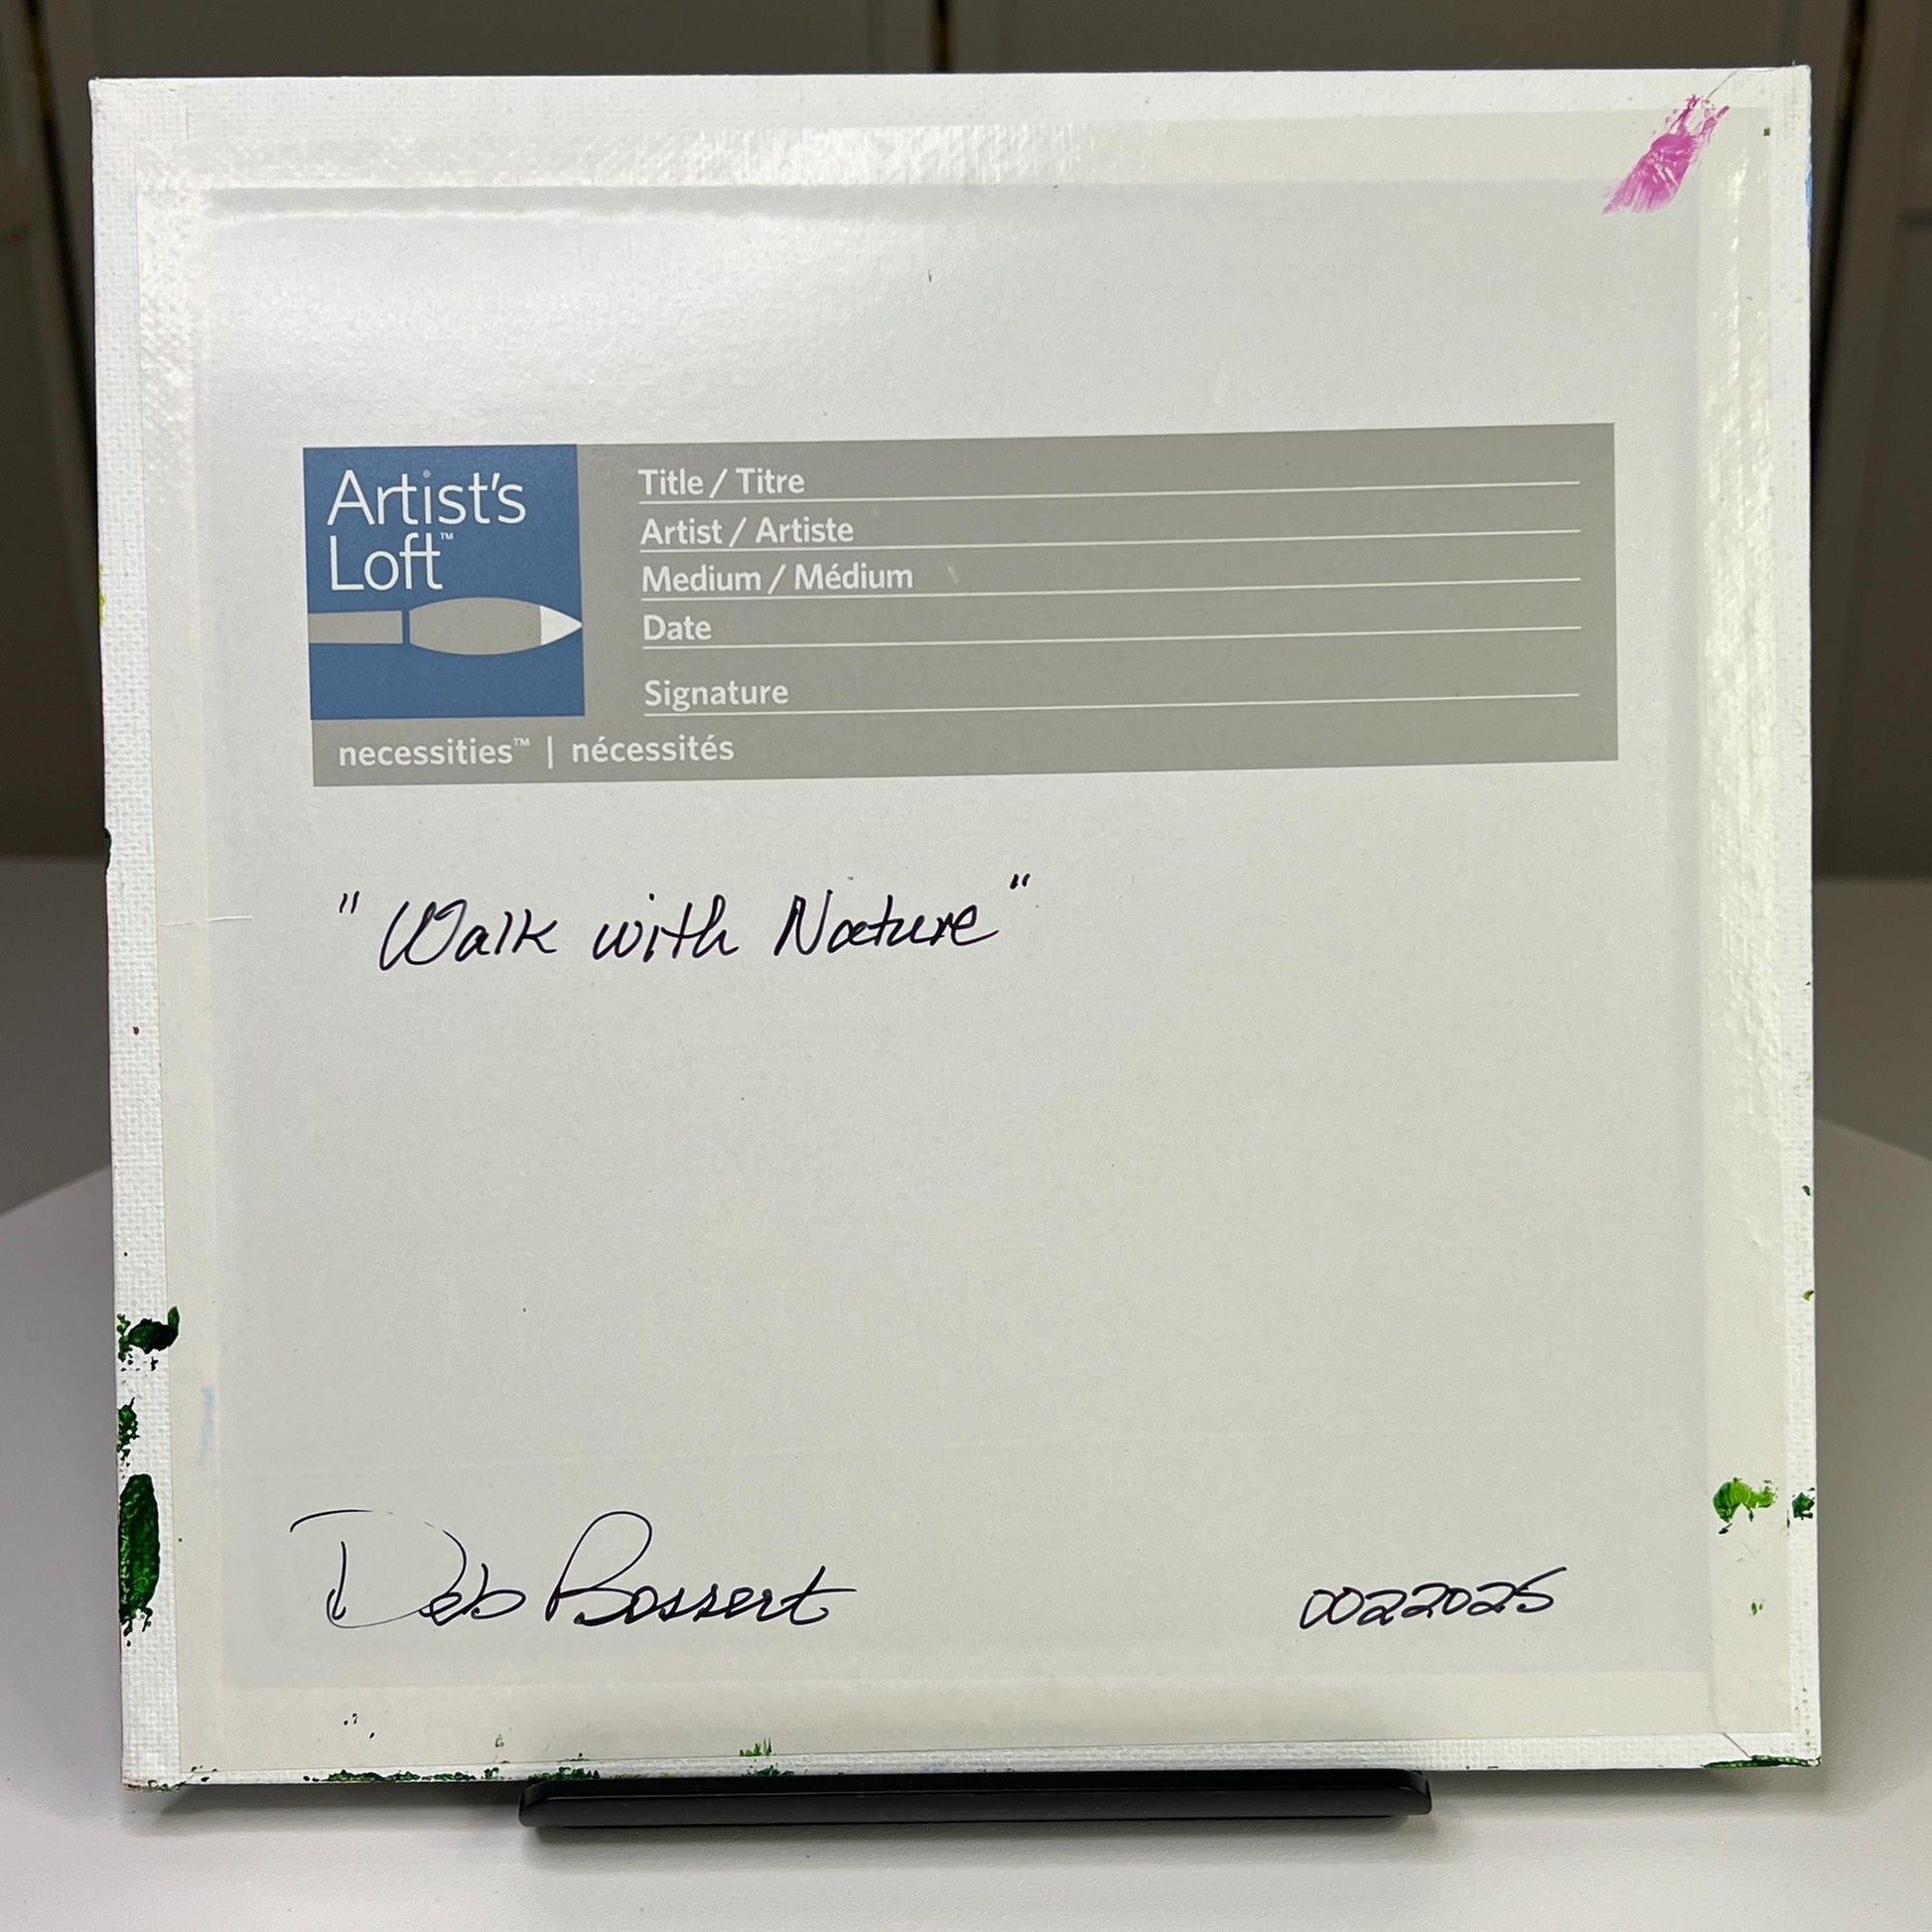 Artist's
Loft™
Title / Titre
Artist / Artiste
Medium / Médium
Date
Signature
necessities™ | nécessités
"Walk with Nature"
Deb Bossert
0022025